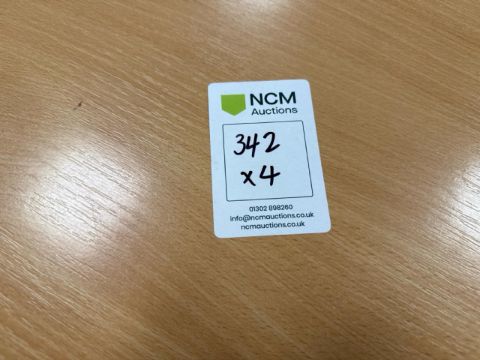 NCM
Auctions
342
x4
01302 898260
info@ncmauctions.co.uk
ncmauctions.co.uk